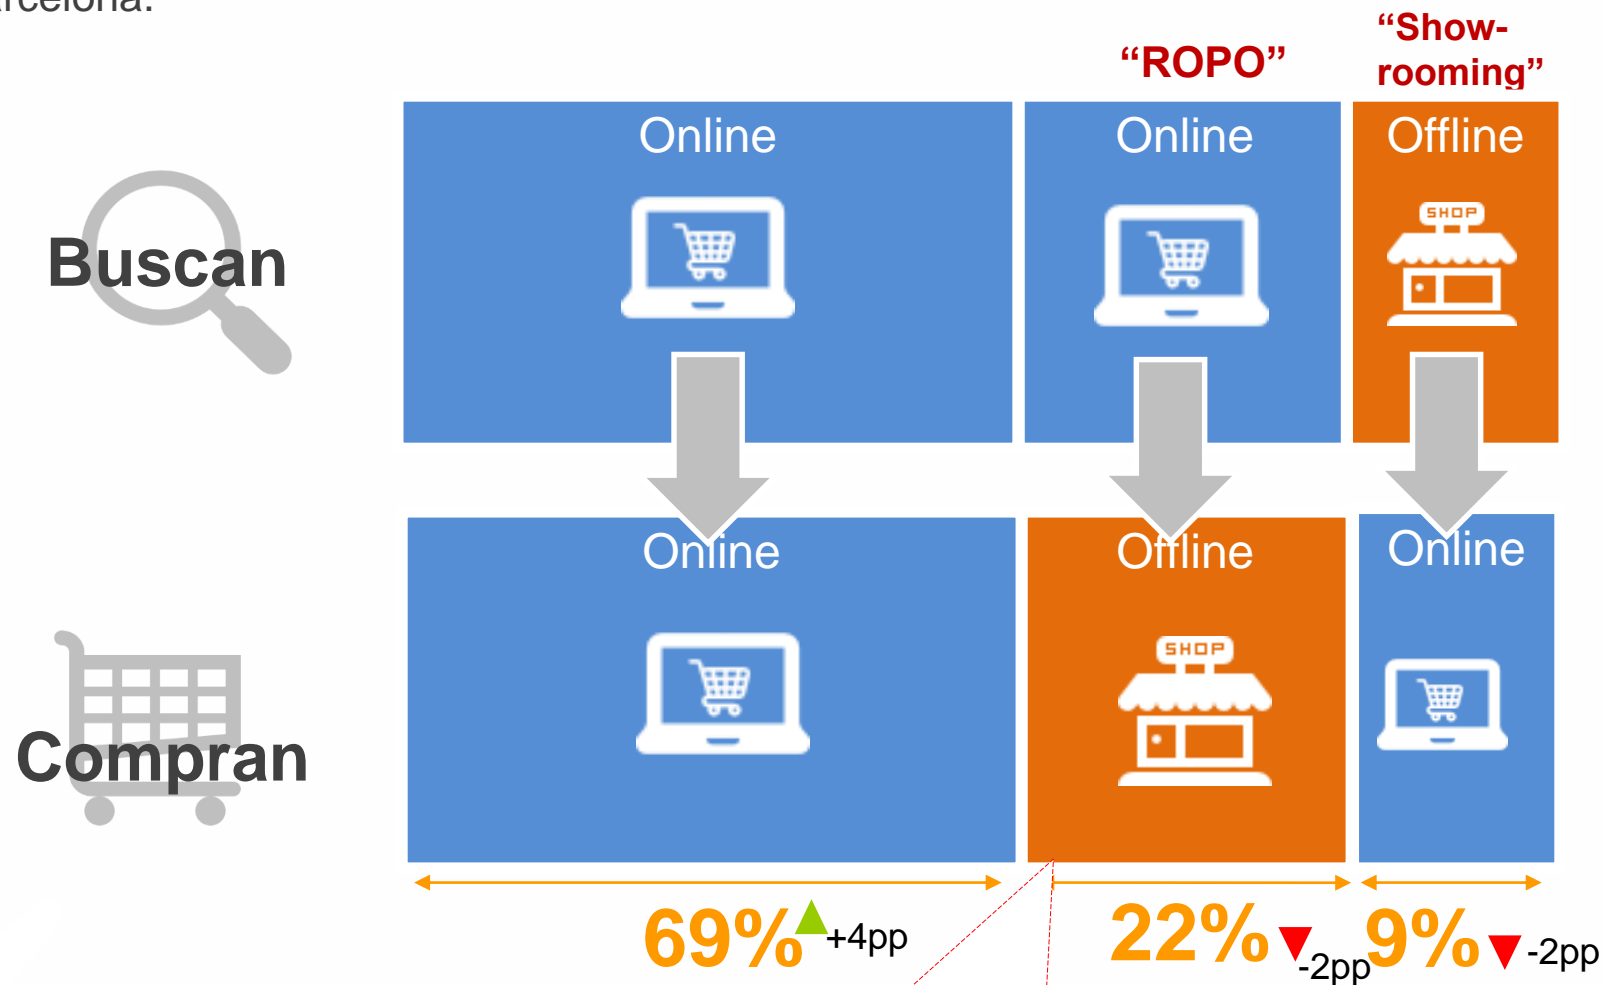 arcelona.
“Show-
rooming”
“ROPO”
Online
Online
Offline
SHOP
Buscan
Online
Offline
Online
SHOP
Compran
69% +4pp
22% -2pp
9% -2pp